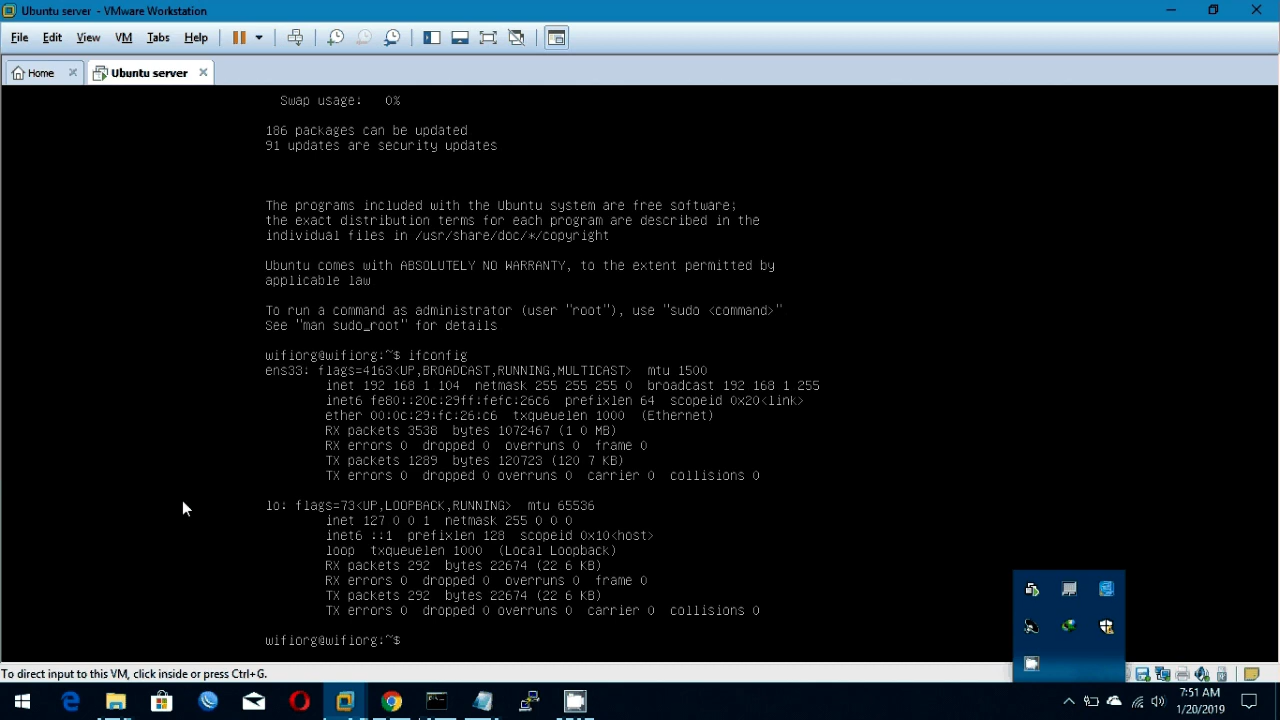 Ubuntu server - VMware Workstation
File Edit View VM Tabs Help
Home Ubuntu server
Swap usage: 0%
186 packages can be updated
91 updates are security updates
The programs included with the Ubuntu system are free software;
the exact distribution terms for each program are described in the
individual files in /usr/share/doc/*/copyright
Ubuntu comes with ABSOLUTELY NO WARRANTY, to the extent permitted by
applicable law
To run a command as administrator (user "root"), use "sudo <command>"
See "man sudo_root" for details
wifiorg@wifiorg:~$ ifconfig
ens33: flags=4163<UP,BROADCAST,RUNNING,MULTICAST> mtu 1500
inet 192 168 1 104 netmask 255 255 255 0 broadcast 192 168 1 255
inet6 fe80::20c:29ff:fefc:26c6 prefixlen 64 scopeid 0x20<link>
ether 00:0c:29:fc:26:c6 txqueuelen 1000 (Ethernet)
RX packets 3538 bytes 1072467 (1 0 MB)
RX errors 0 dropped 0 overruns 0 frame 0
TX packets 1289 bytes 120723 (120 7 KB)
TX errors 0 dropped 0 overruns 0 carrier 0 collisions 0
lo: flags=73<UP,LOOPBACK,RUNNING> mtu 65536
inet 127 0 0 1 netmask 255 0 0 0
inet6 ::1 prefixlen 128 scopeid 0x10<host>
loop txqueuelen 1000 (Local Loopback)
RX packets 292 bytes 22674 (22 6 KB)
RX errors 0 dropped 0 overruns 0 frame 0
TX packets 292 bytes 22674 (22 6 KB)
TX errors 0 dropped 0 overruns 0 carrier 0 collisions 0
wifiorg@wifiorg:~$
To direct input to this VM, click inside or press Ctrl+G.
7:51 AM
1/20/2019